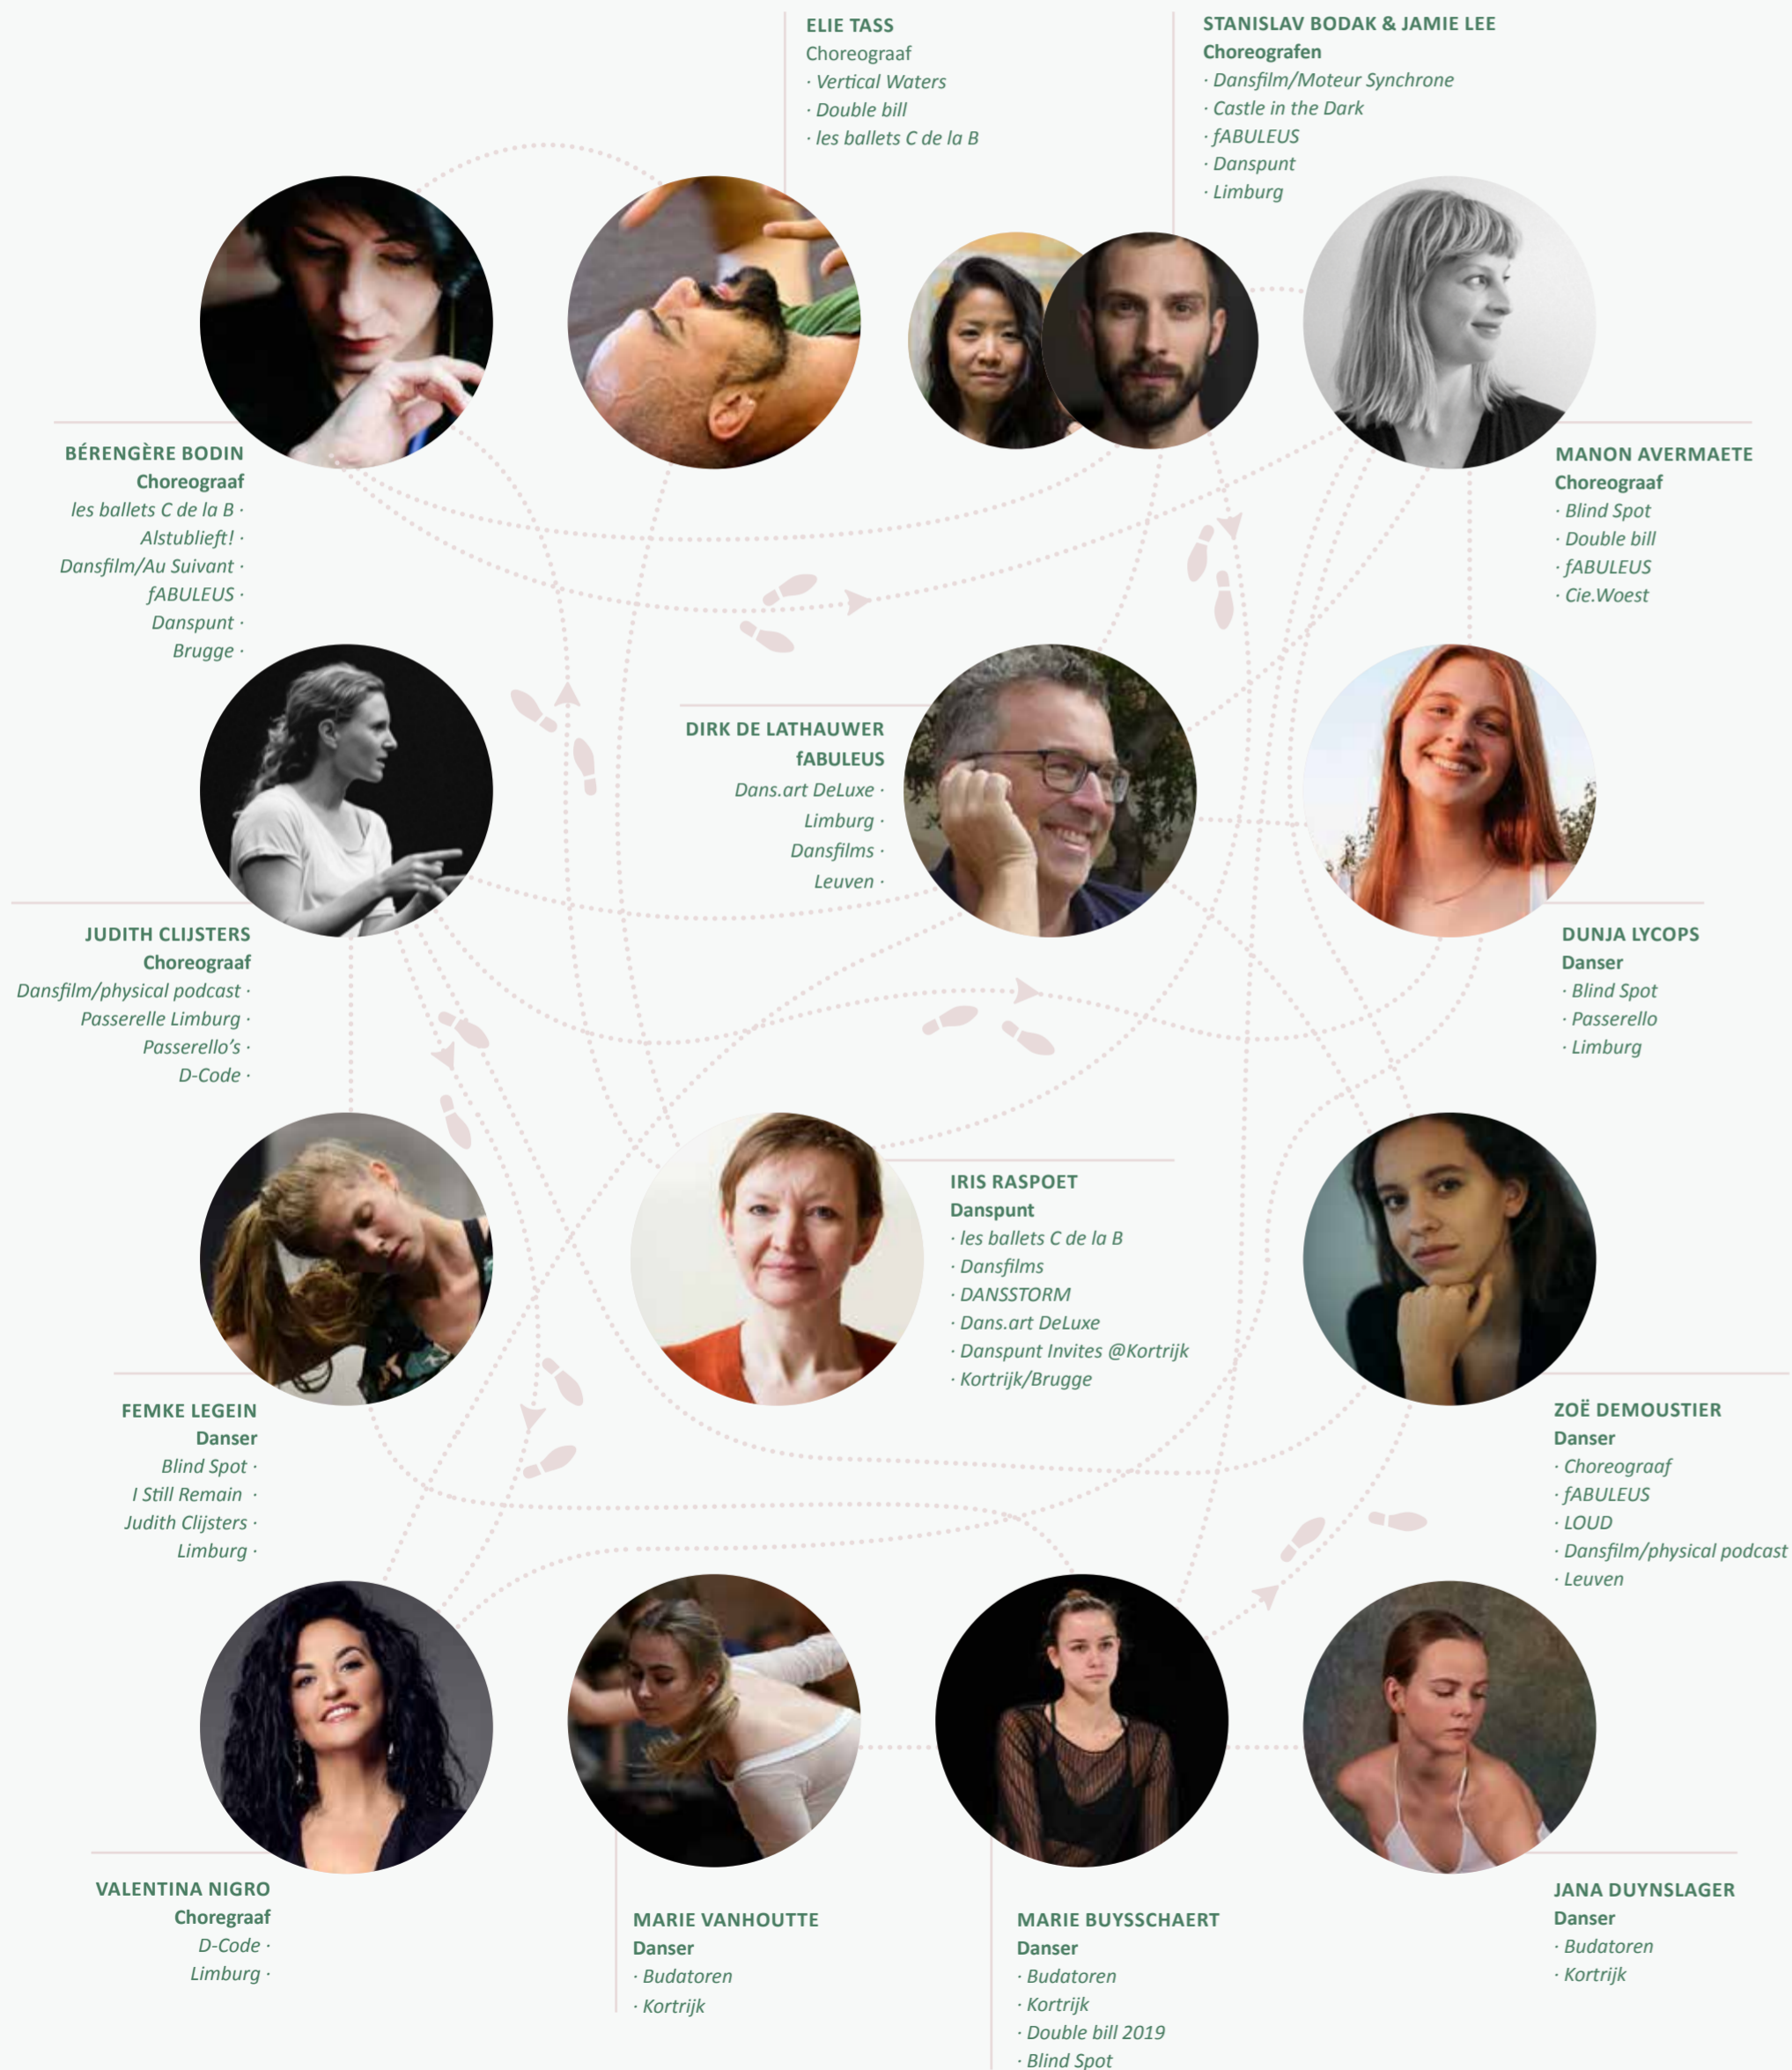 ELIE TASS
Choreograaf
· Vertical Waters
· Double bill
· les ballets C de la B
STANISLAV BODAK & JAMIE LEE
Choreografen
· Dansfilm/Moteur Synchrone
· Castle in the Dark
· fABULEUS
· Danspunt
· Limburg
BÉRENGÈRE BODIN
Choreograaf
les ballets C de la B ·
Alstublieft! ·
Dansfilm/Au Suivant ·
fABULEUS ·
Danspunt ·
Brugge ·
MANON AVERMAETE
Choreograaf
· Blind Spot
· Double bill
· fABULEUS
· Cie.Woest
DIRK DE LATHAUWER
fABULEUS
Dans.art DeLuxe ·
Limburg ·
Dansfilms ·
Leuven ·
JUDITH CLIJSTERS
Choreograaf
Dansfilm/physical podcast ·
Passerelle Limburg ·
Passerello's ·
D-Code ·
DUNJA LYCOPS
Danser
· Blind Spot
· Passerello
· Limburg
IRIS RASPOET
Danspunt
· les ballets C de la B
· Dansfilms
· DANSSTORM
· Dans.art DeLuxe
· Danspunt Invites @Kortrijk
· Kortrijk/Brugge
FEMKE LEGEIN
Danser
Blind Spot ·
I Still Remain ·
Judith Clijsters ·
Limburg ·
ZOË DEMOUSTIER
Danser
· Choreograaf
· fABULEUS
· LOUD
· Dansfilm/physical podcast
· Leuven
VALENTINA NIGRO
Choregraaf
D-Code ·
Limburg ·
MARIE VANHOUTTE
Danser
· Budatoren
· Kortrijk
MARIE BUYSSCHAERT
Danser
· Budatoren
· Kortrijk
· Double bill 2019
· Blind Spot
JANA DUYNSLAGER
Danser
· Budatoren
· Kortrijk